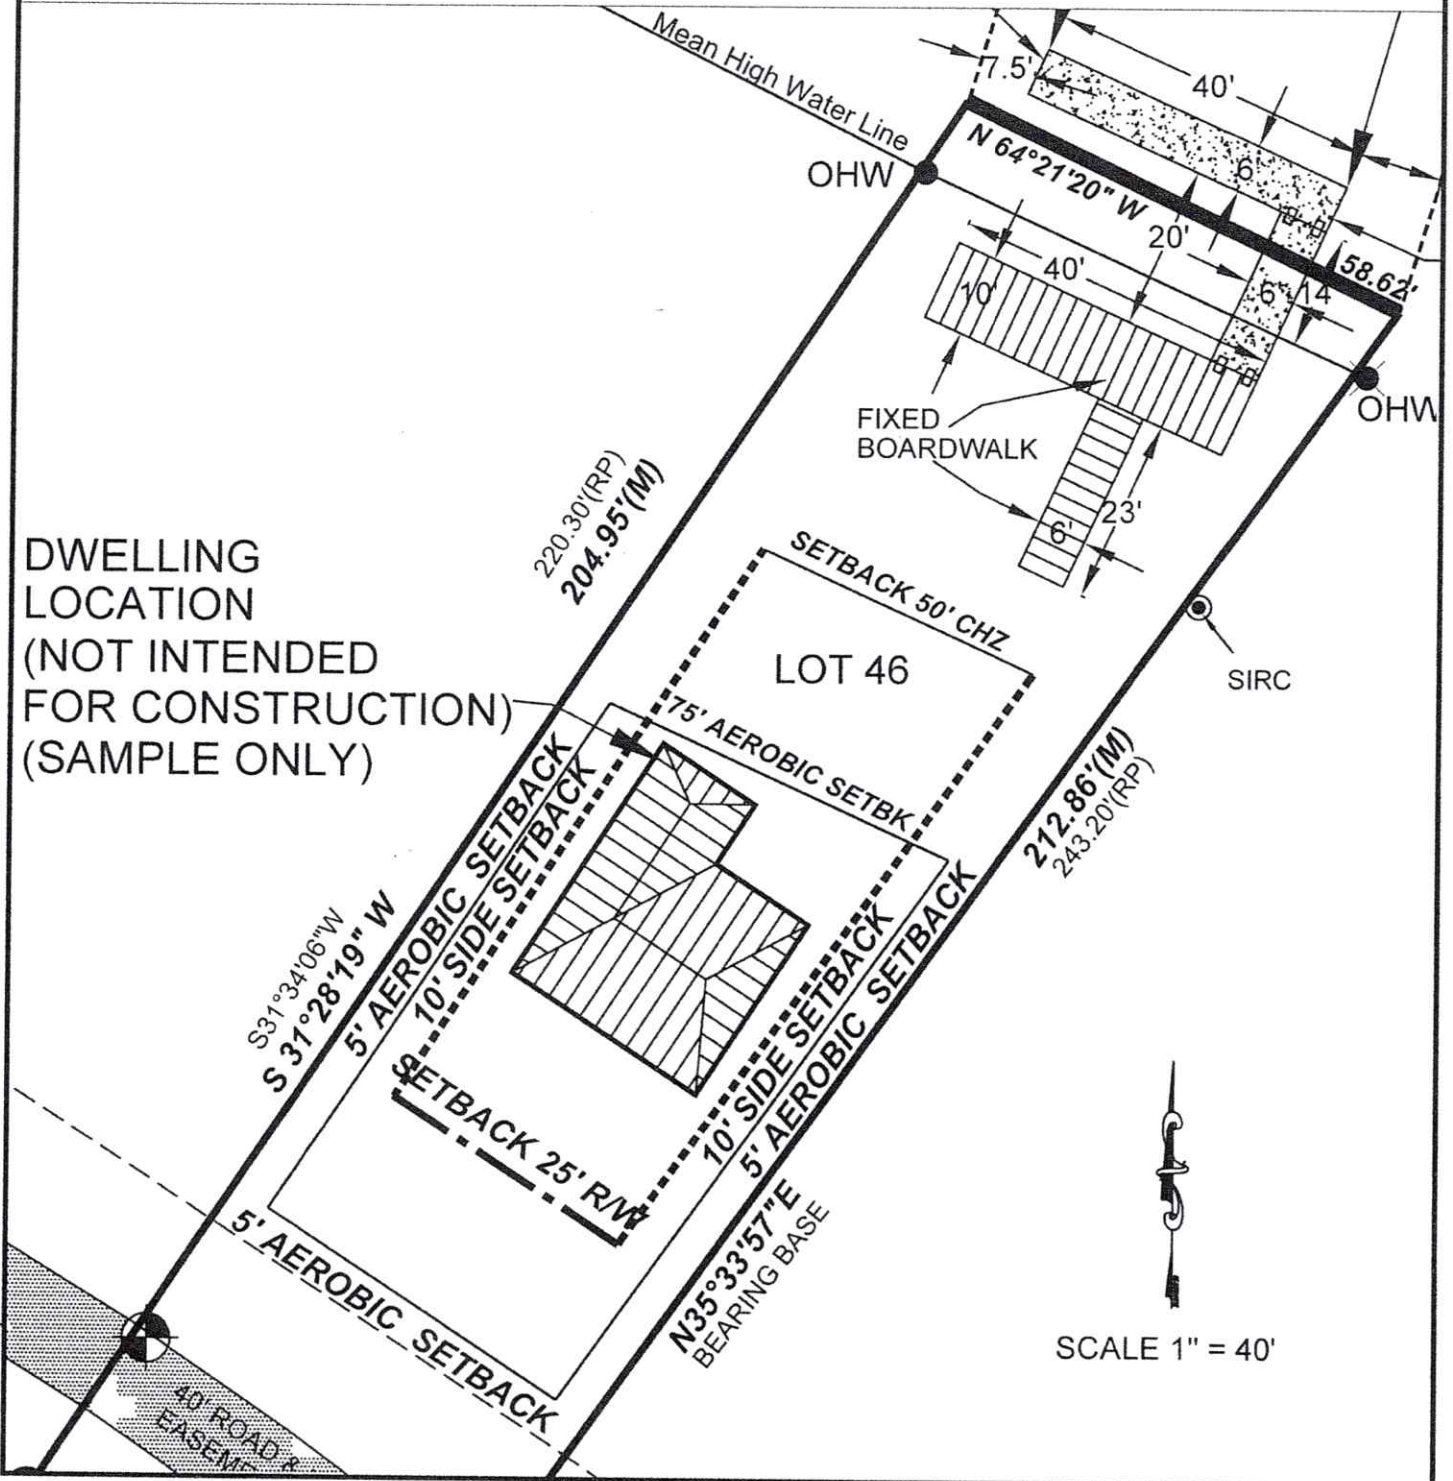 Mean High Water Line
7.5'
40'
N 64°21'20" W
6'
OHW
20'
40'
58.62'
10'
6'
14'
OHW
FIXED
BOARDWALK
23'
6'
220.30'(RP)
204.95'(M)
SETBACK 50' CHZ
DWELLING
LOCATION
(NOT INTENDED
FOR CONSTRUCTION)
(SAMPLE ONLY)
LOT 46
SIRC
75' AEROBIC SETBK
212.86'(M)
243.20'(RP)
5' AEROBIC SETBACK
10' SIDE SETBACK
S31°34'06"W
S 31°28'19" W
10' SIDE SETBACK
5' AEROBIC SETBACK
SETBACK 25' R/W
5' AEROBIC SETBACK
N35°33'57"E
BEARING BASE
SCALE 1" = 40'
40' ROAD &